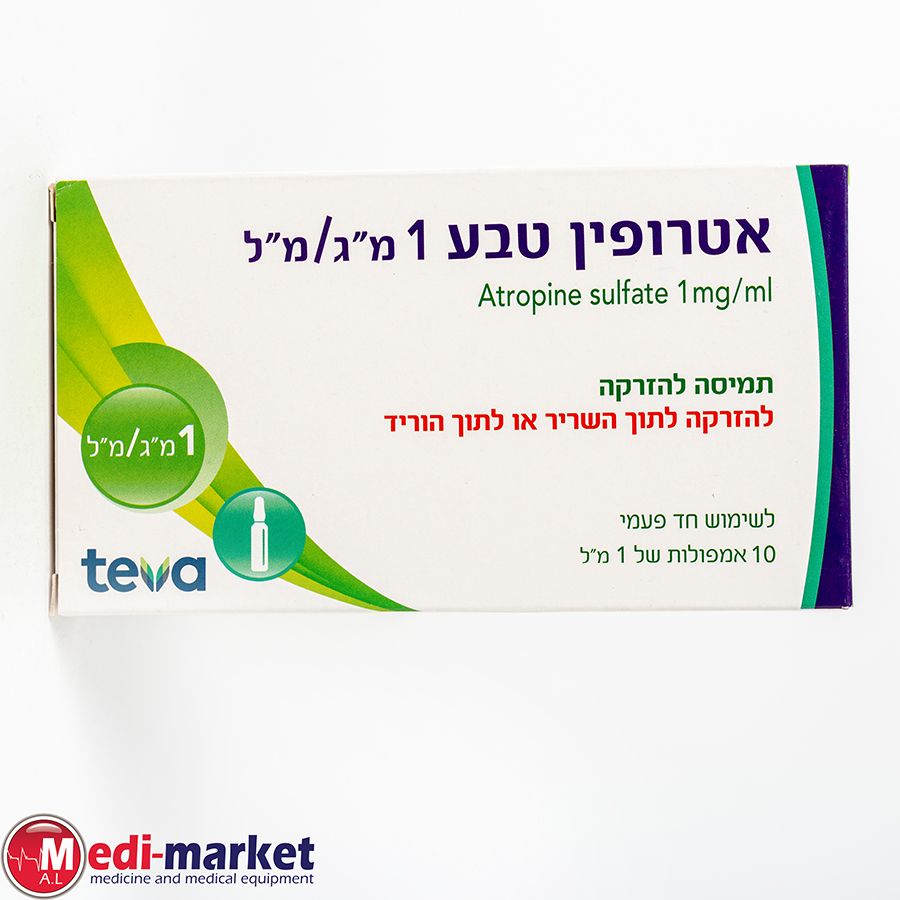 אטרופין טבע 1 מ"ג/מ"ל
Atropine sulfate 1mg/ml
תמיסה להזרקה
להזרקה לתוך השריר או לתוך הוריד
1 מ"ג/מ"ל
לשימוש חד פעמי
10 אמפולות של 1 מ"ל
teva
Medi-market
A.L
medicine and medical equipment